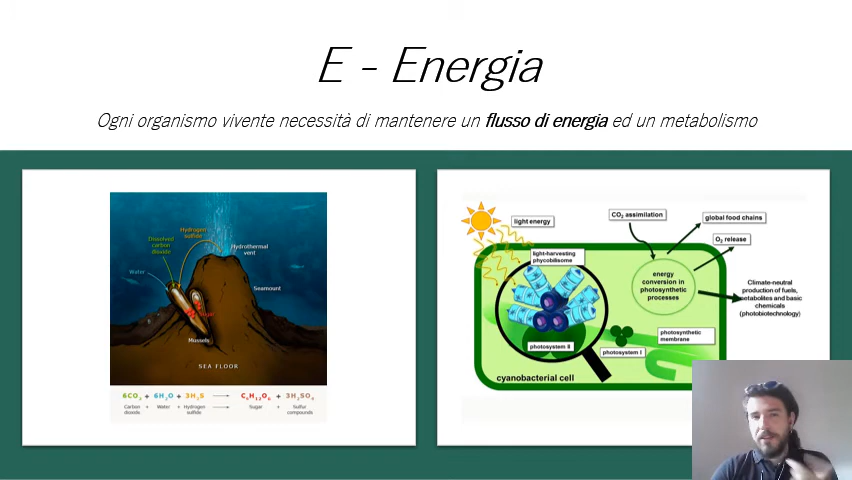 E - Energia
Ogni organismo vivente necessità di mantenere un flusso di energia ed un metabolismo
Hydrogen
sulfide
Dissolved
carbon
dioxide
Hydrothermal
vent
Water
Seamount
Sugar
Mussels
SEA FLOOR
6CO2 + 6H2O + 3H2S → C6H12O6 + 3H2SO4
Carbon dioxide + Water + Hydrogen sulfide → Sugar + Sulfur compounds
light energy
CO2 assimilation
global food chains
O2 release
light-harvesting
phycobilisome
energy
conversion in
photosynthetic
processes
Climate-neutral
production of fuels,
metabolites and basic
chemicals
(photobiotechnology)
photosynthetic
membrane
photosystem II
photosystem I
cyanobacterial cell